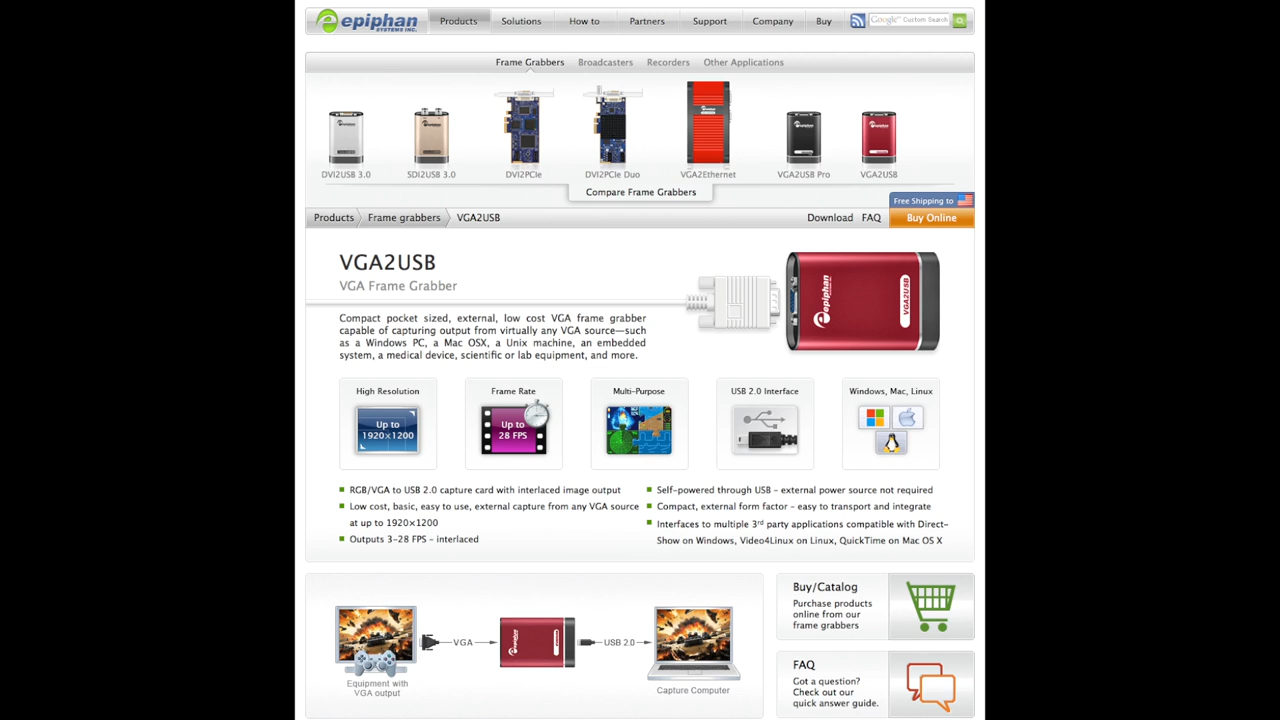 epiphan
SYSTEMS INC.
Products Solutions How to Partners Support Company Buy Google™ Custom Search
Frame Grabbers Broadcasters Recorders Other Applications
DVI2USB 3.0 SDI2USB 3.0 DVI2PCIe DVI2PCIe Duo VGA2Ethernet VGA2USB Pro VGA2USB
Compare Frame Grabbers
Free Shipping to
Products Frame grabbers VGA2USB Download FAQ Buy Online
VGA2USB
VGA Frame Grabber
epiphan
VGA2USB
Compact pocket sized, external, low cost VGA frame grabber
capable of capturing output from virtually any VGA source—such
as a Windows PC, a Mac OSX, a Unix machine, an embedded
system, a medical device, scientific or lab equipment, and more.
High Resolution Frame Rate Multi-Purpose USB 2.0 Interface Windows, Mac, Linux
Up to
1920×1200
Up to
28 FPS
RGB/VGA to USB 2.0 capture card with interlaced image output
Low cost, basic, easy to use, external capture from any VGA source
at up to 1920×1200
Outputs 3–28 FPS – interlaced
Self-powered through USB – external power source not required
Compact, external form factor – easy to transport and integrate
Interfaces to multiple 3rd party applications compatible with Direct-
Show on Windows, Video4Linux on Linux, QuickTime on Mac OS X
VGA USB 2.0
Equipment with
VGA output
Capture Computer
Buy/Catalog
Purchase products
online from our
frame grabbers
FAQ
Got a question?
Check out our
quick answer guide.